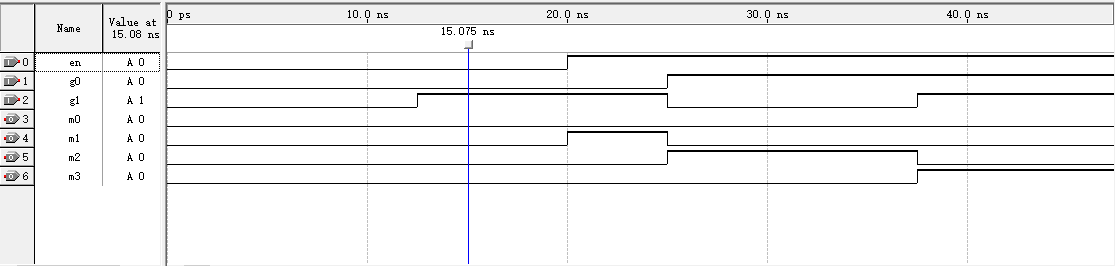 0 ps 10.0 ns 20.0 ns 30.0 ns 40.0 ns
Name Value at
15.08 ns
15.075 ns
0 en A 0
1 g0 A 0
2 g1 A 1
3 m0 A 0
4 m1 A 0
5 m2 A 0
6 m3 A 0